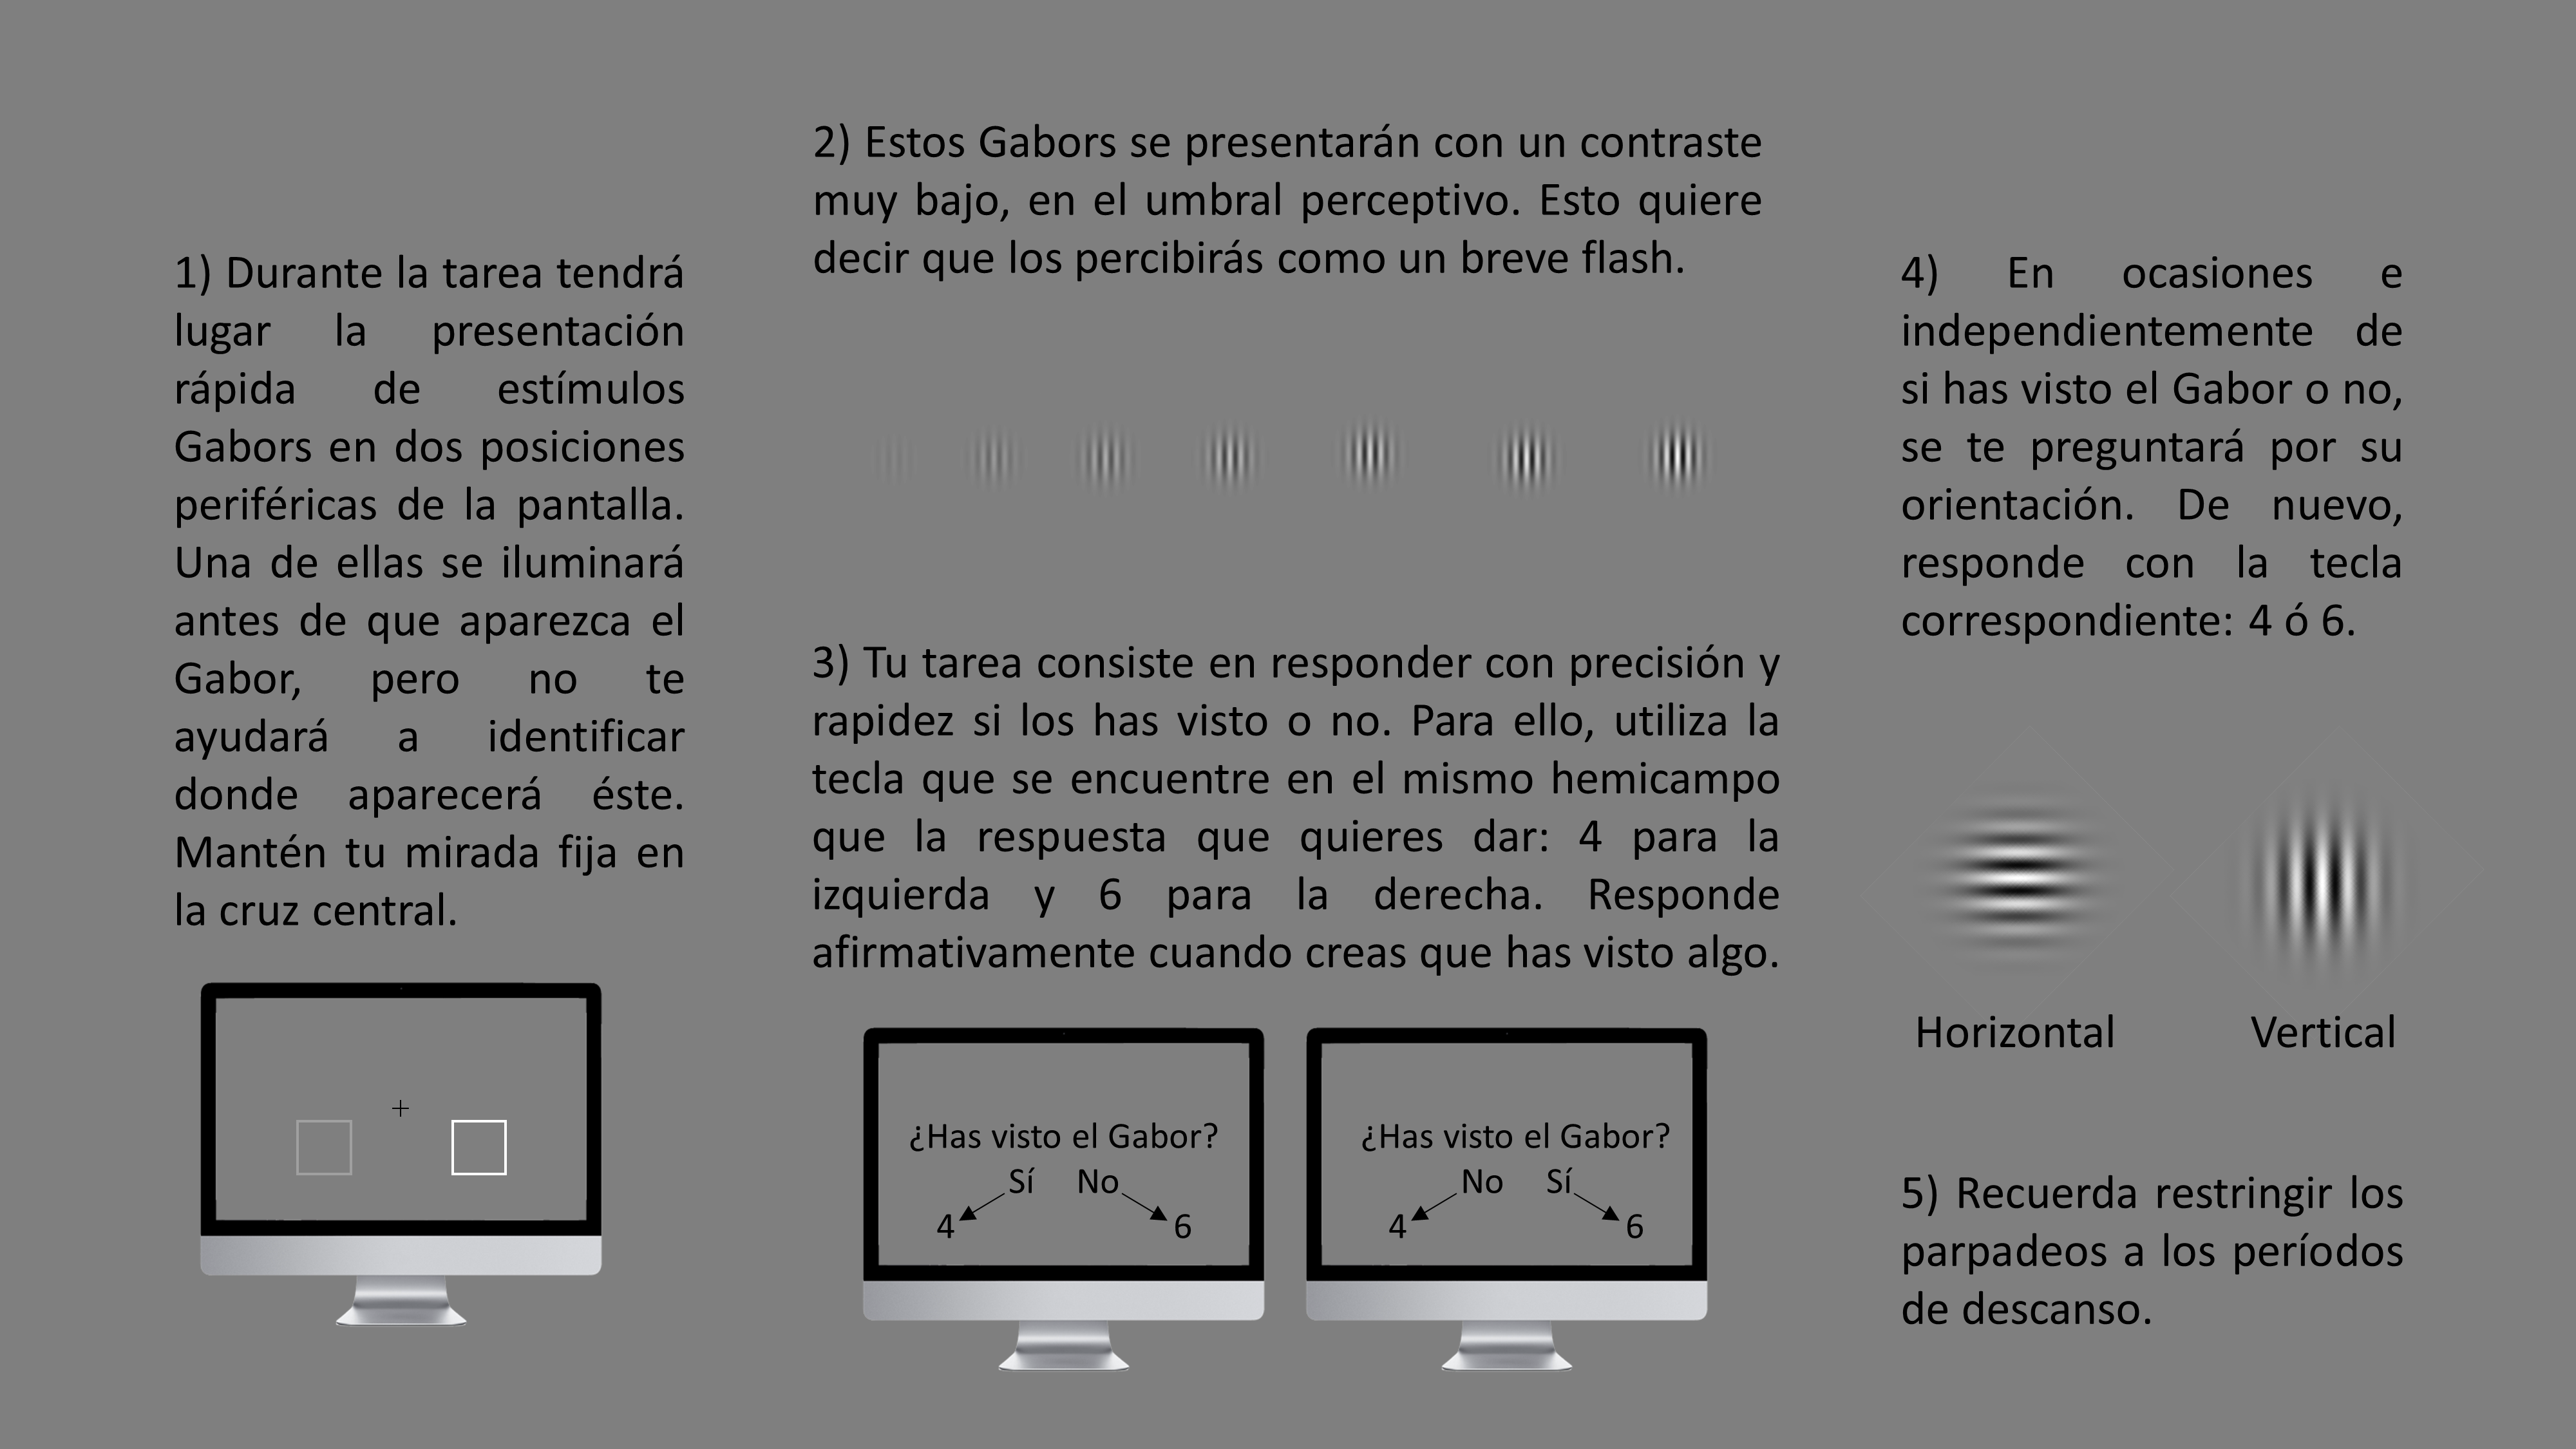 1) Durante la tarea tendrá
lugar la presentación
rápida de estímulos
Gabors en dos posiciones
periféricas de la pantalla.
Una de ellas se iluminará
antes de que aparezca el
Gabor, pero no te
ayudará a identificar
donde aparecerá éste.
Mantén tu mirada fija en
la cruz central.
2) Estos Gabors se presentarán con un contraste
muy bajo, en el umbral perceptivo. Esto quiere
decir que los percibirás como un breve flash.
3) Tu tarea consiste en responder con precisión y
rapidez si los has visto o no. Para ello, utiliza la
tecla que se encuentre en el mismo hemicampo
que la respuesta que quieres dar: 4 para la
izquierda y 6 para la derecha. Responde
afirmativamente cuando creas que has visto algo.
¿Has visto el Gabor?
Sí No
4 6
¿Has visto el Gabor?
No Sí
4 6
4) En ocasiones e
independientemente de
si has visto el Gabor o no,
se te preguntará por su
orientación. De nuevo,
responde con la tecla
correspondiente: 4 ó 6.
Horizontal Vertical
5) Recuerda restringir los
parpadeos a los períodos
de descanso.